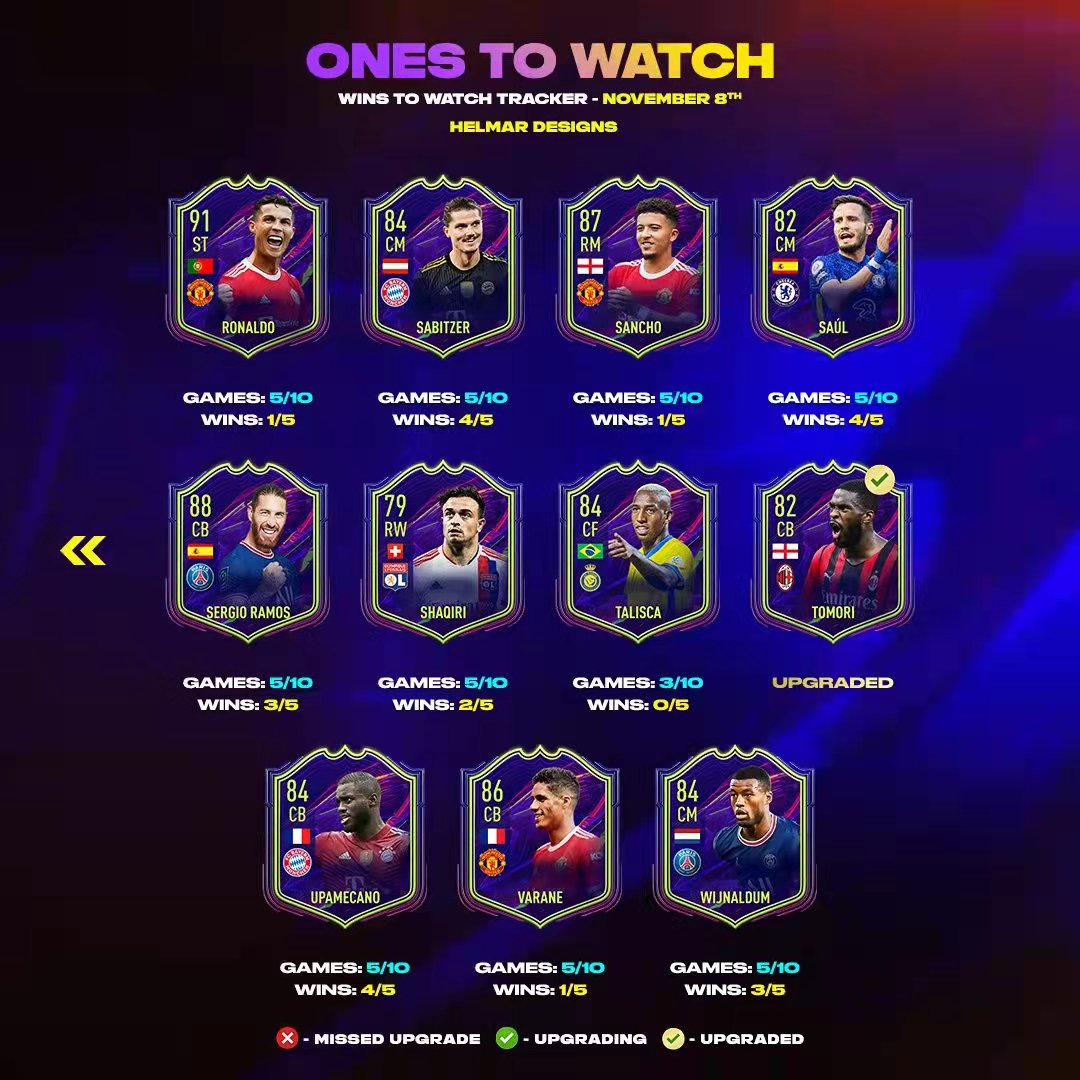 ONES TO WATCH
WINS TO WATCH TRACKER - NOVEMBER 8TH
HELMAR DESIGNS
91
ST
RONALDO
GAMES: 5/10
WINS: 1/5
84
CM
SABITZER
GAMES: 5/10
WINS: 4/5
87
RM
SANCHO
GAMES: 5/10
WINS: 1/5
82
CM
SAÚL
GAMES: 5/10
WINS: 4/5
88
CB
SERGIO RAMOS
GAMES: 5/10
WINS: 3/5
79
RW
SHAQIRI
GAMES: 5/10
WINS: 2/5
84
CF
TALISCA
GAMES: 3/10
WINS: 0/5
82
CB
Emirates
TOMORI
UPGRADED
84
CB
UPAMECANO
GAMES: 5/10
WINS: 4/5
86
CB
VARANE
GAMES: 5/10
WINS: 1/5
84
CM
WIJNALDUM
GAMES: 5/10
WINS: 3/5
- MISSED UPGRADE - UPGRADING - UPGRADED